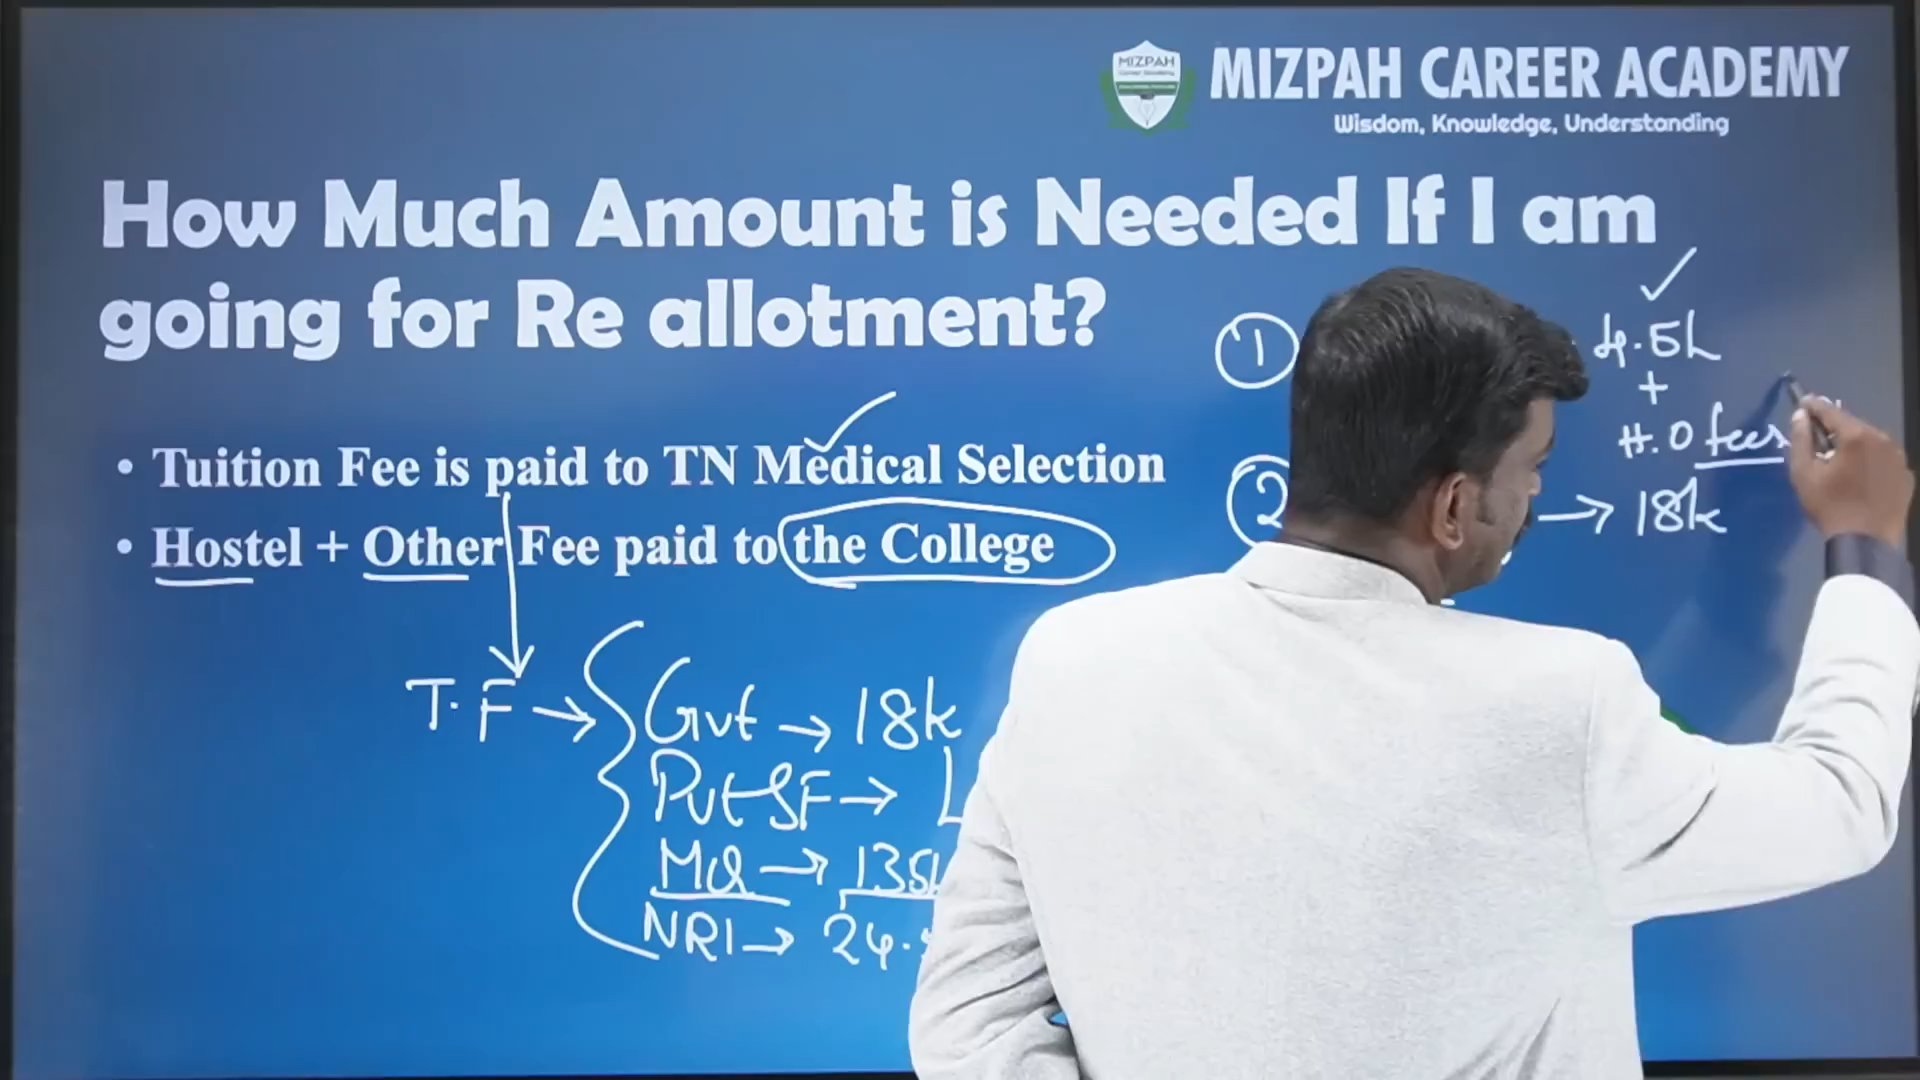 MIZPAH
MIZPAH CAREER ACADEMY
Wisdom, Knowledge, Understanding
How Much Amount is Needed If I am
going for Re allotment?
• Tuition Fee is paid to TN Medical Selection
• Hostel + Other Fee paid to the College
1
4.5L
+
H.O fees
2
→ 18k
T.F →
Gvt → 18k
Pvt SF →
MQ → 13.5L
NRI → 24.